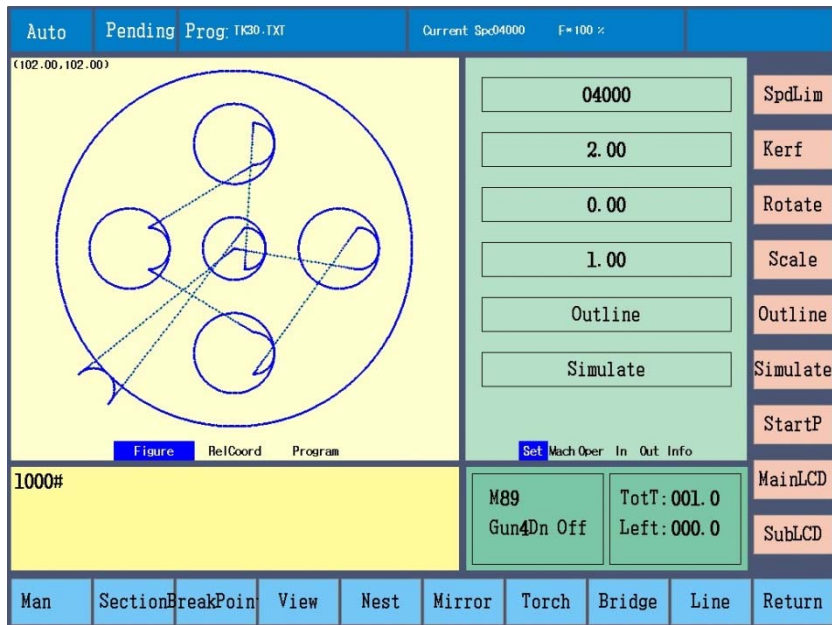 Auto Pending Prog: TK30.TXT Current Spc04000 F=100 %
(102.00,102.00)
04000 SpdLim
2.00 Kerf
0.00 Rotate
1.00 Scale
Outline Outline
Simulate Simulate
StartP
Figure RelCoord Program Set Mach Oper In Out Info
1000# MainLCD
M89 TotT:001.0
Gun4Dn Off Left:000.0 SubLCD
Man Section BreakPoin View Nest Mirror Torch Bridge Line Return